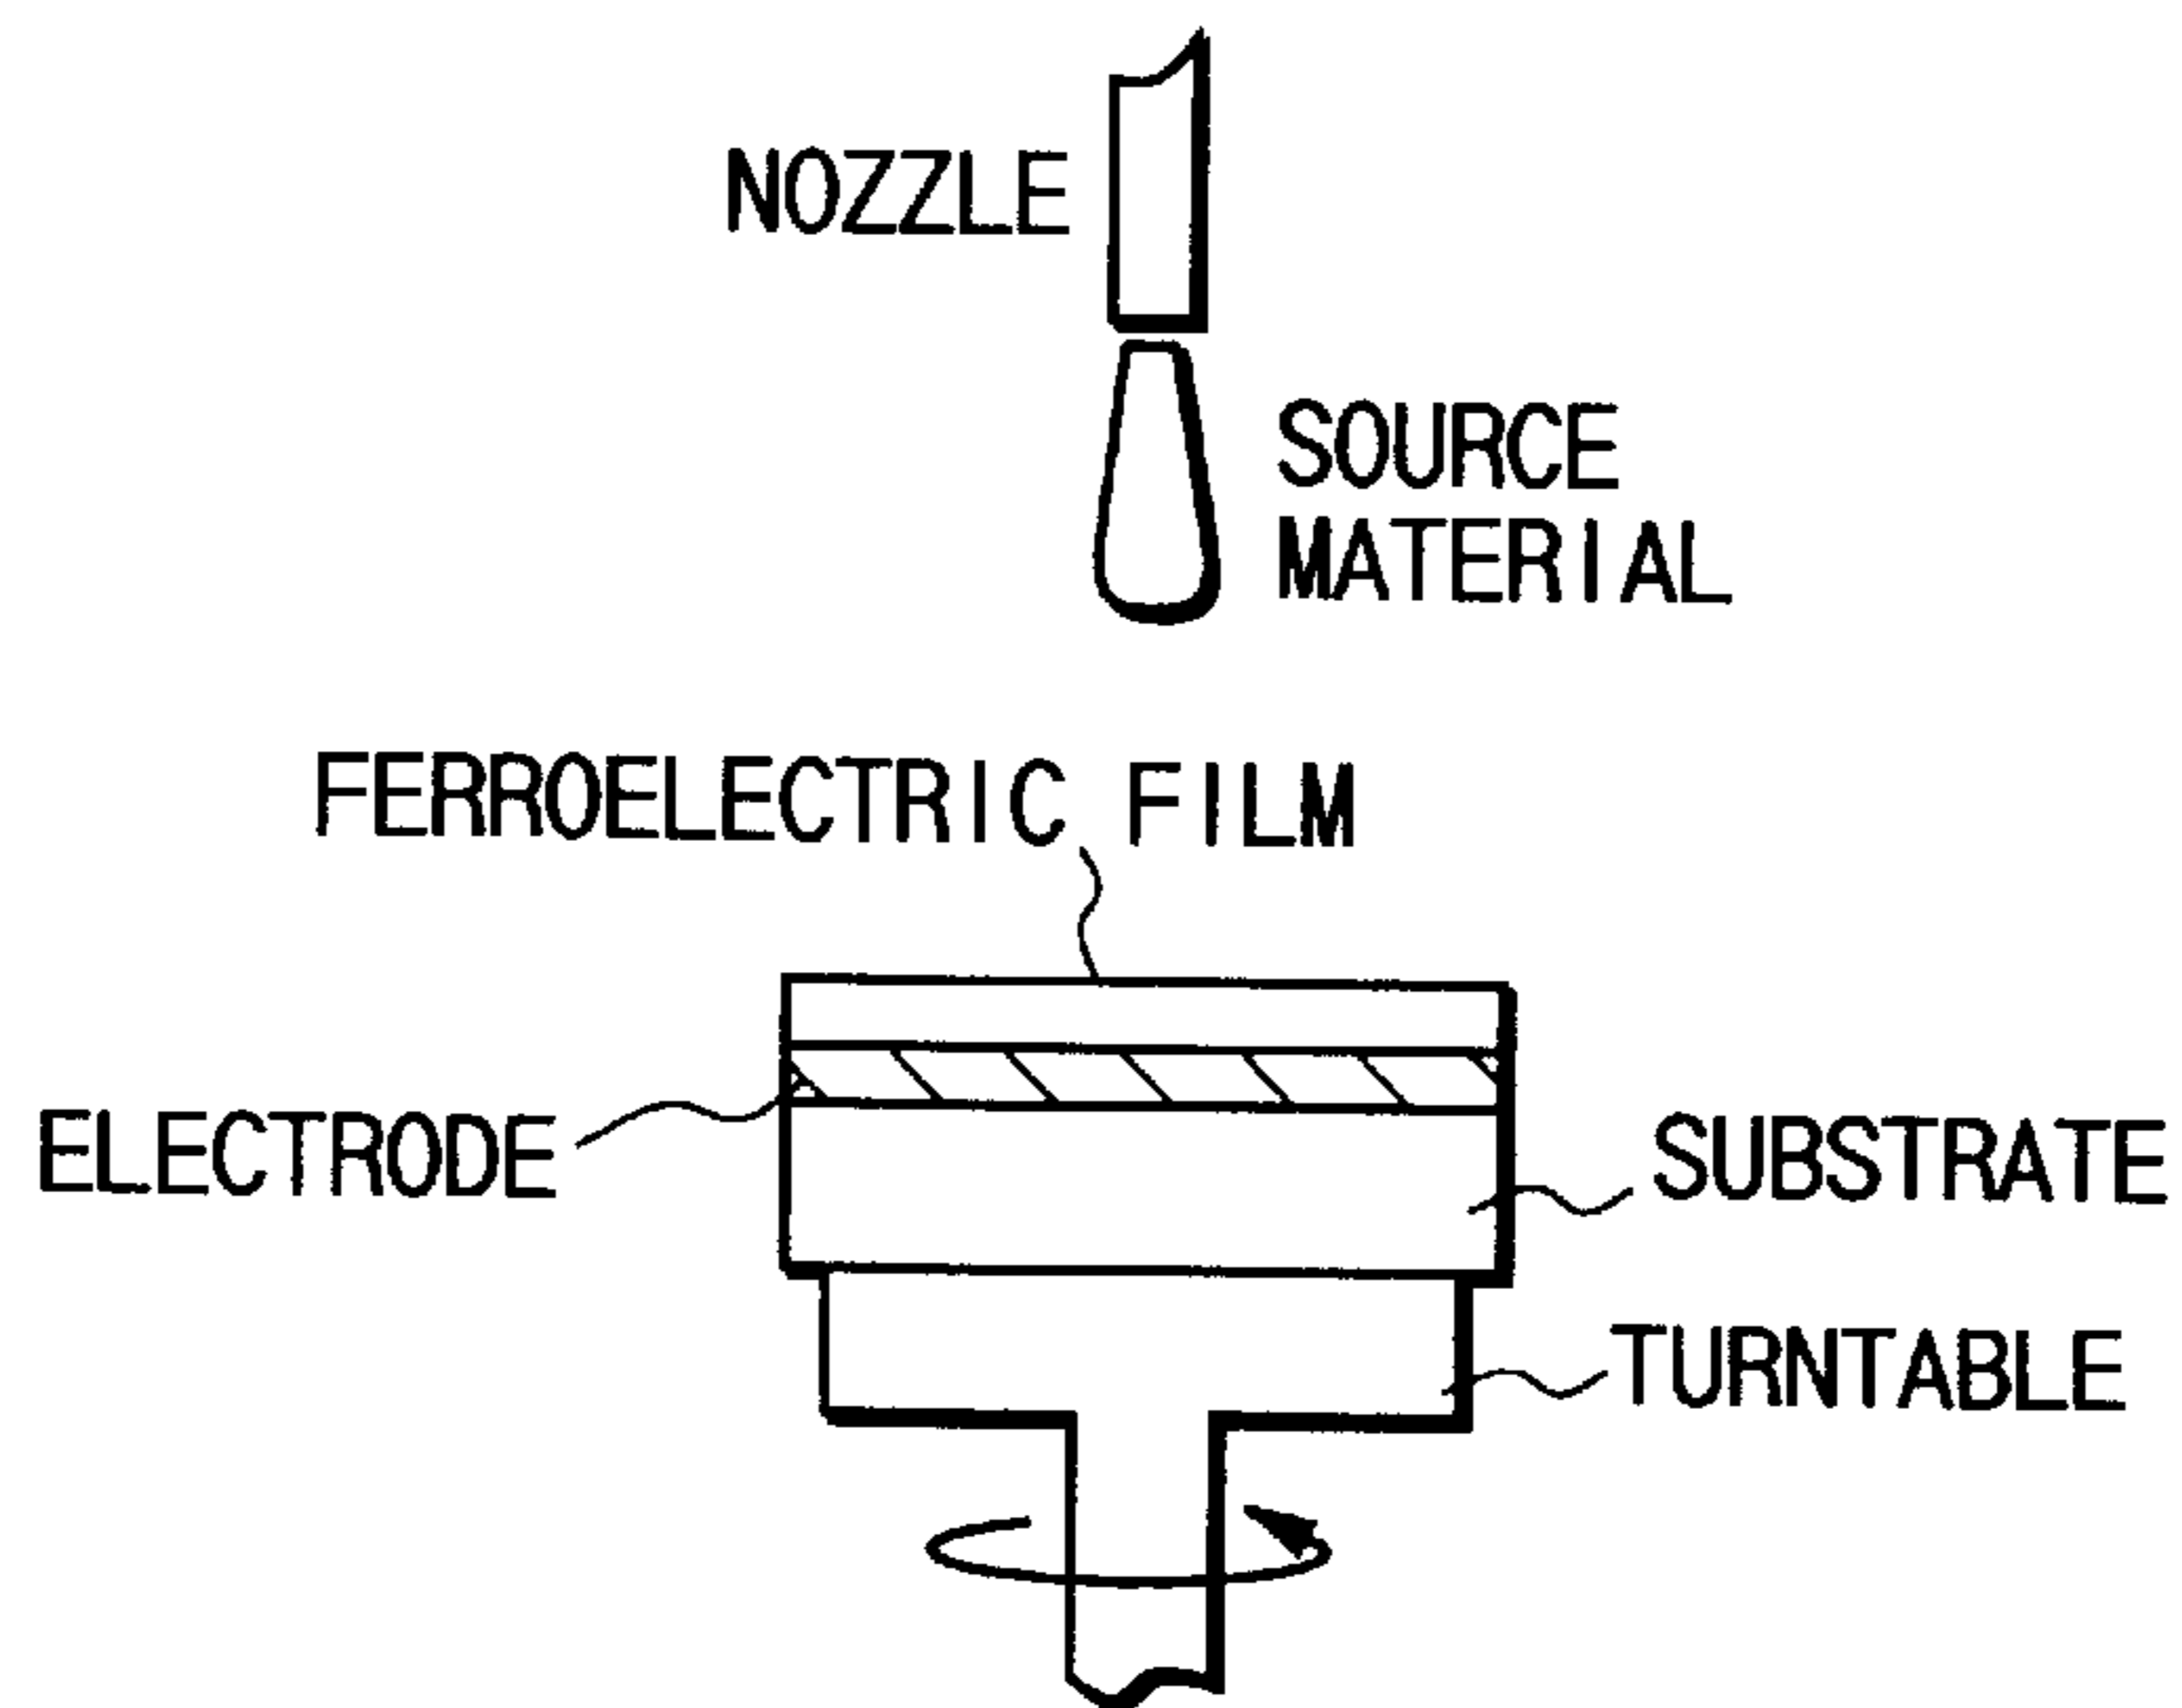 NOZZLE
SOURCE
MATERIAL
FERROELECTRIC FILM
ELECTRODE
SUBSTRATE
TURNTABLE